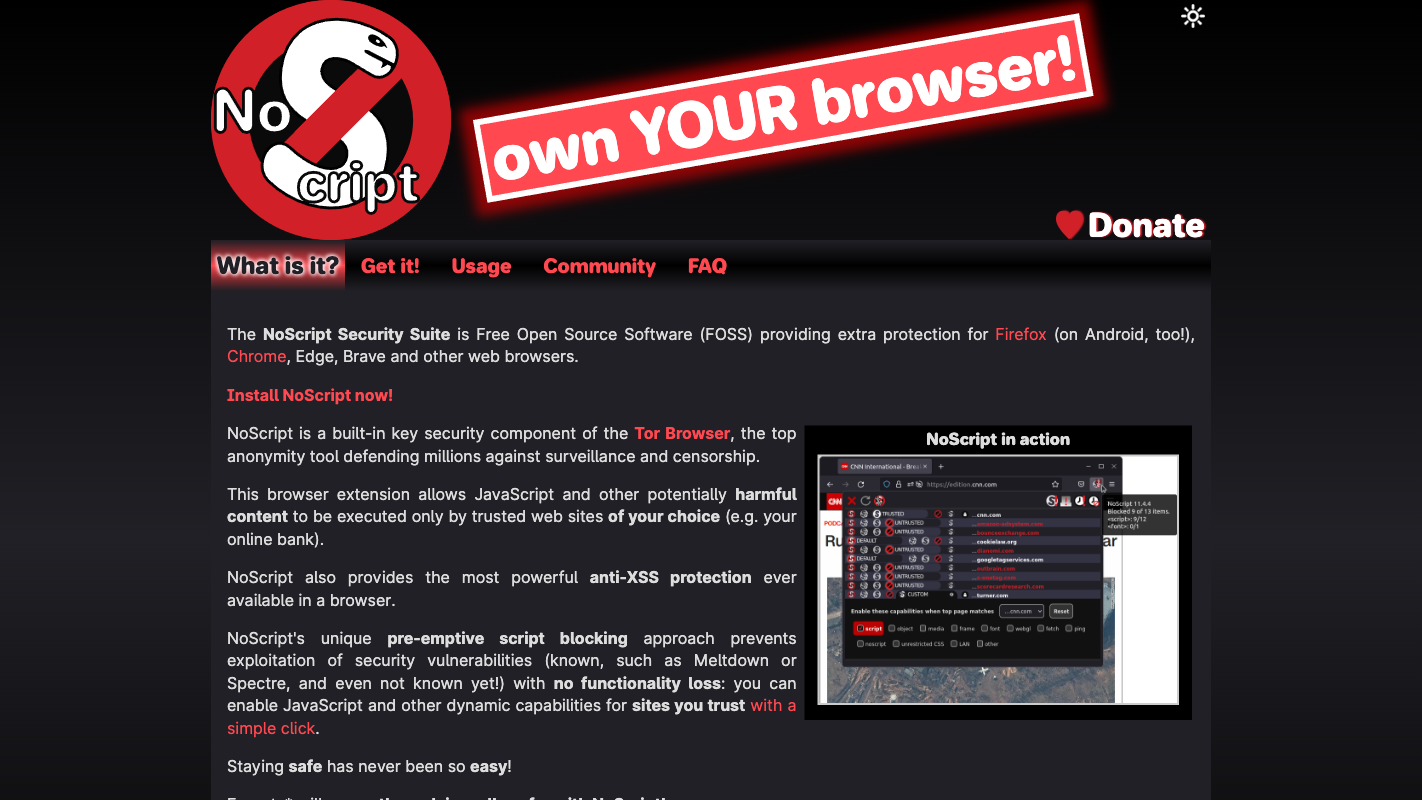 No
cript
own YOUR browser!
Donate
What is it?
Get it!
Usage
Community
FAQ
The NoScript Security Suite is Free Open Source Software (FOSS) providing extra protection for Firefox (on Android, too!),
Chrome, Edge, Brave and other web browsers.
Install NoScript now!
NoScript is a built-in key security component of the Tor Browser, the top
anonymity tool defending millions against surveillance and censorship.
This browser extension allows JavaScript and other potentially harmful
content to be executed only by trusted web sites of your choice (e.g. your
online bank).
NoScript also provides the most powerful anti-XSS protection ever
available in a browser.
NoScript's unique pre-emptive script blocking approach prevents
exploitation of security vulnerabilities (known, such as Meltdown or
Spectre, and even not known yet!) with no functionality loss: you can
enable JavaScript and other dynamic capabilities for sites you trust with a
simple click.
Staying safe has never been so easy!
NoScript in action
CNN International - Brea
https://edition.cnn.com
NoScript 11.4.4
Blocked 9 of 13 items.
<script>: 9/12
<font>: 0/1
CNN
TRUSTED
...cnn.com
UNTRUSTED
UNTRUSTED
DEFAULT
...cookielaw.org
UNTRUSTED
DEFAULT
...googletagservices.com
UNTRUSTED
UNTRUSTED
UNTRUSTED
...scorecardresearch.com
CUSTOM
...turner.com
Ru
ar
Enable these capabilities when top page matches
...cnn.com
Reset
script
object
media
frame
font
webgl
fetch
ping
noscript
unrestricted CSS
LAN
other